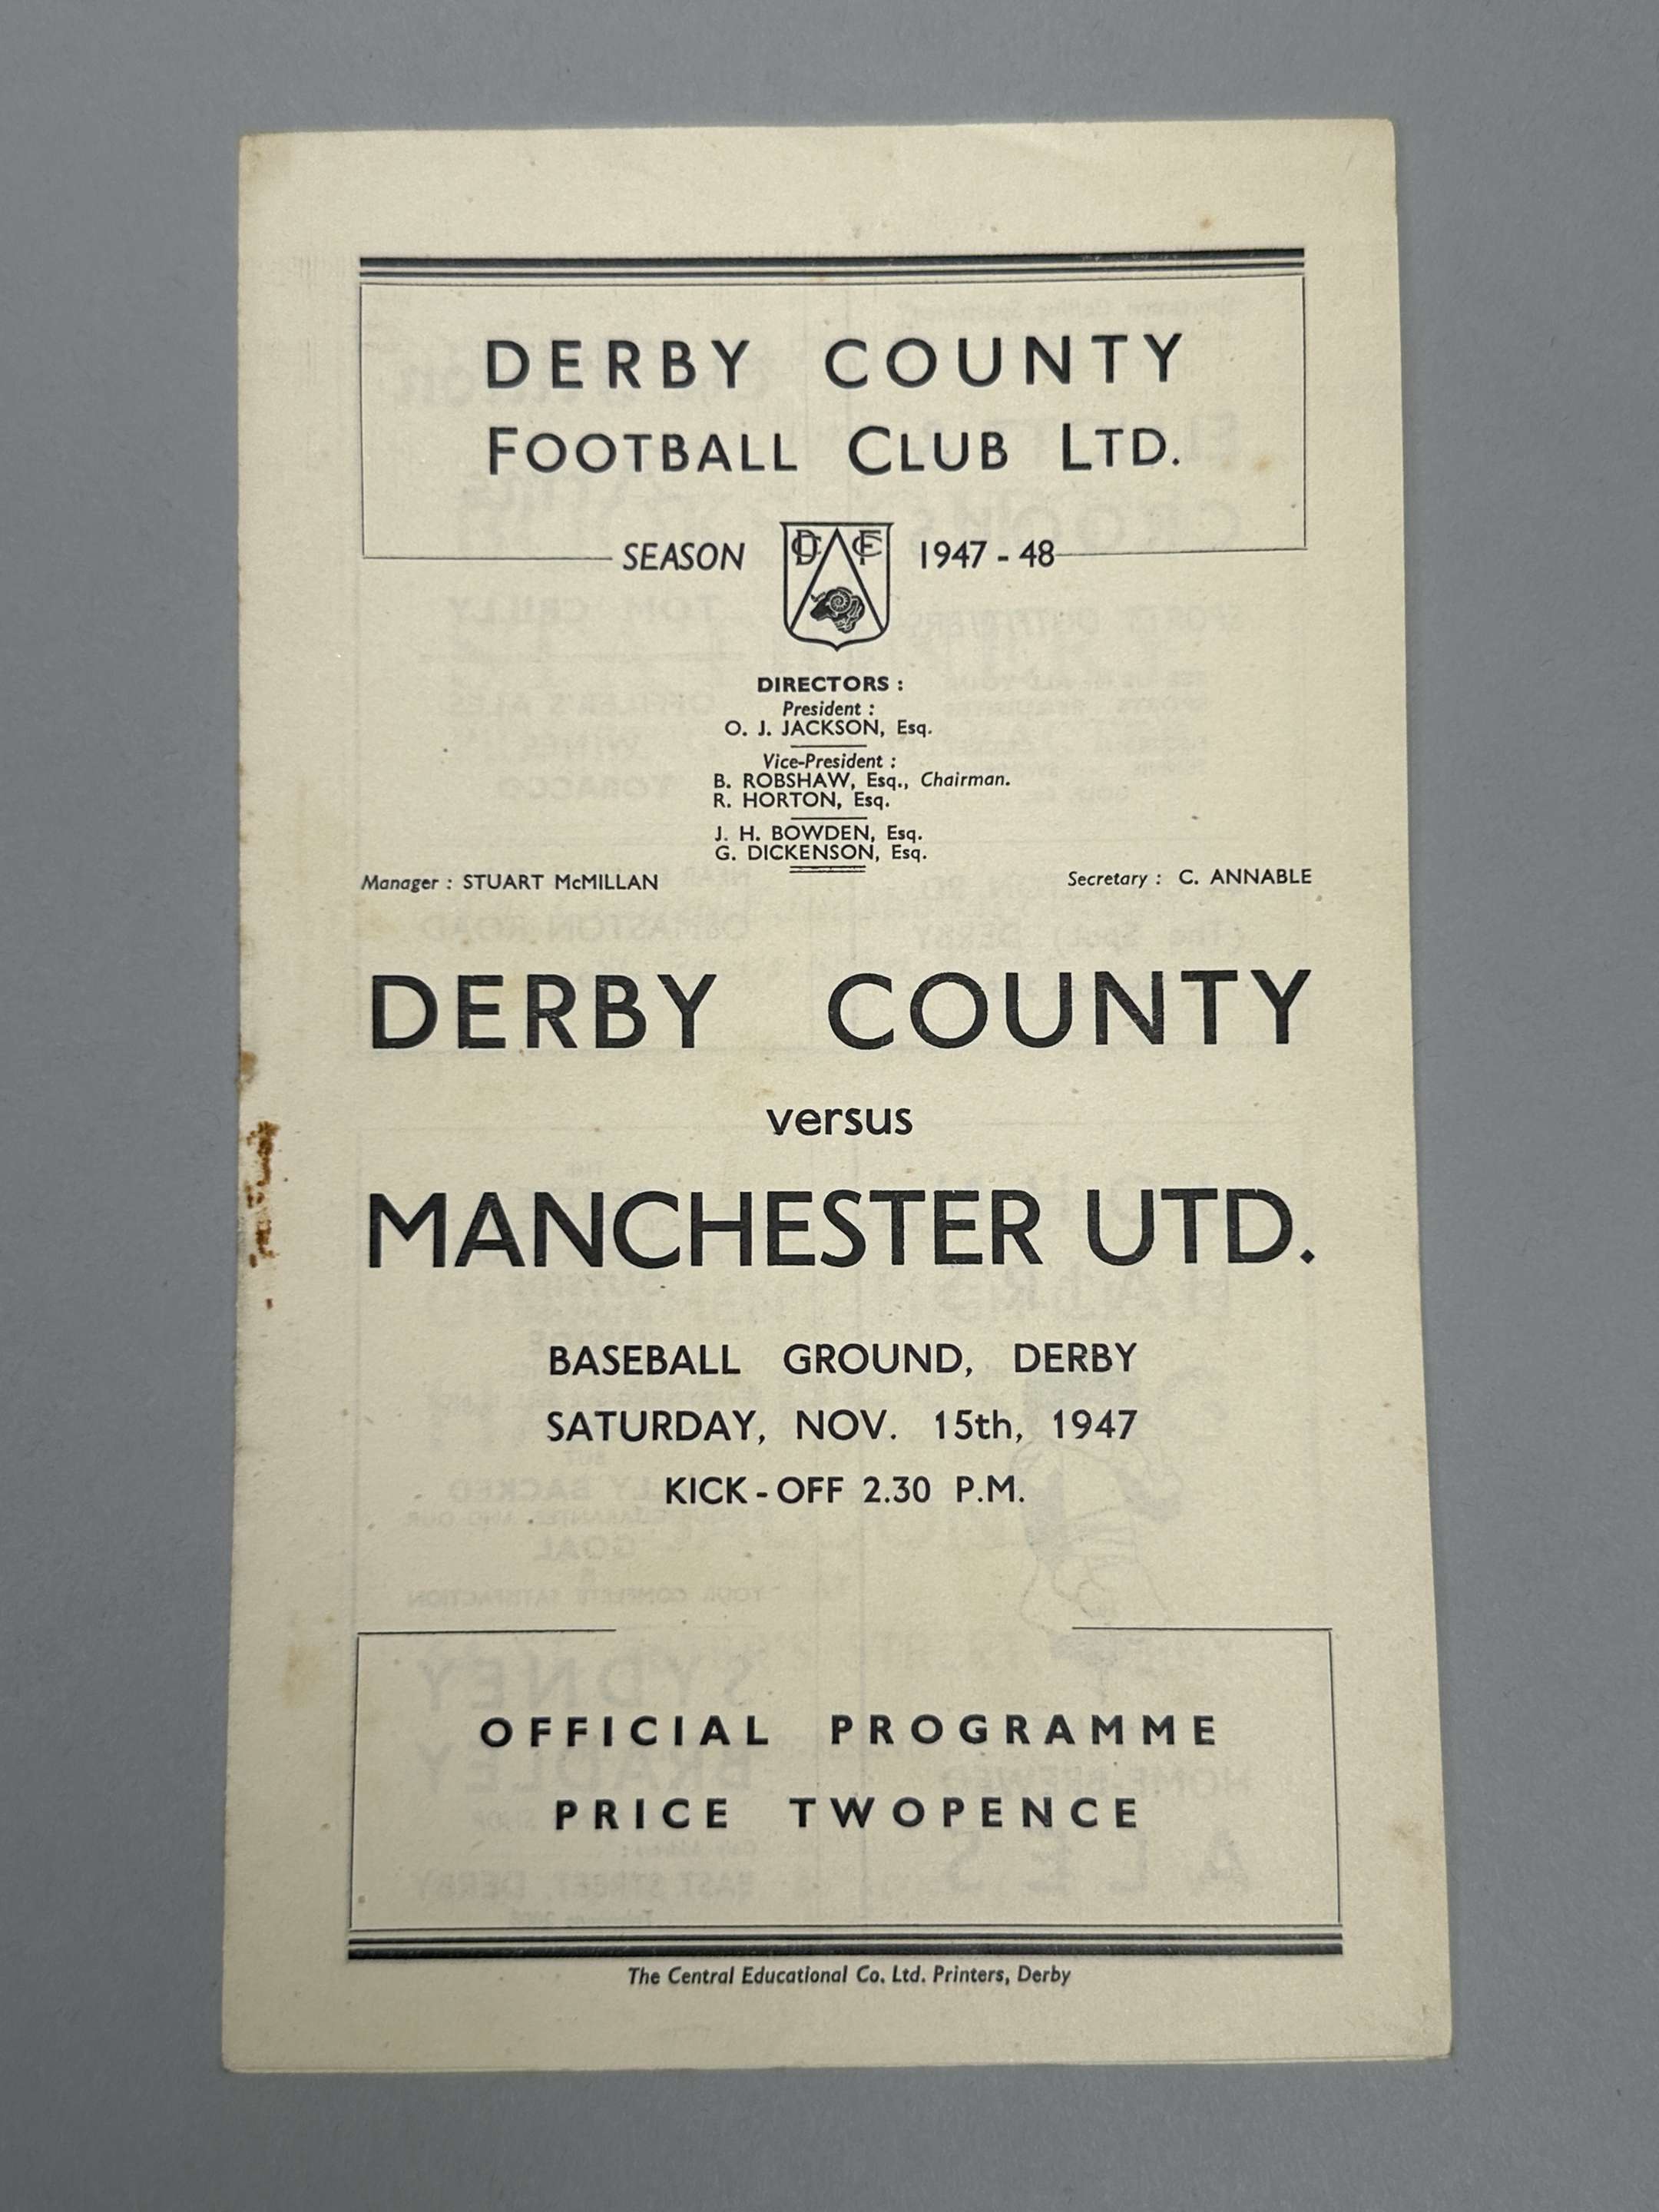 DERBY COUNTY
FOOTBALL CLUB LTD.
SEASON DCFC 1947 - 48
DIRECTORS :
President :
O. J. JACKSON, Esq.
Vice-President :
B. ROBSHAW, Esq., Chairman.
R. HORTON, Esq.
J. H. BOWDEN, Esq.
G. DICKENSON, Esq.
Manager : STUART McMILLAN Secretary : C. ANNABLE
DERBY COUNTY
versus
MANCHESTER UTD.
BASEBALL GROUND, DERBY
SATURDAY, NOV. 15th, 1947
KICK - OFF 2.30 P.M.
OFFICIAL PROGRAMME
PRICE TWOPENCE
The Central Educational Co. Ltd. Printers, Derby